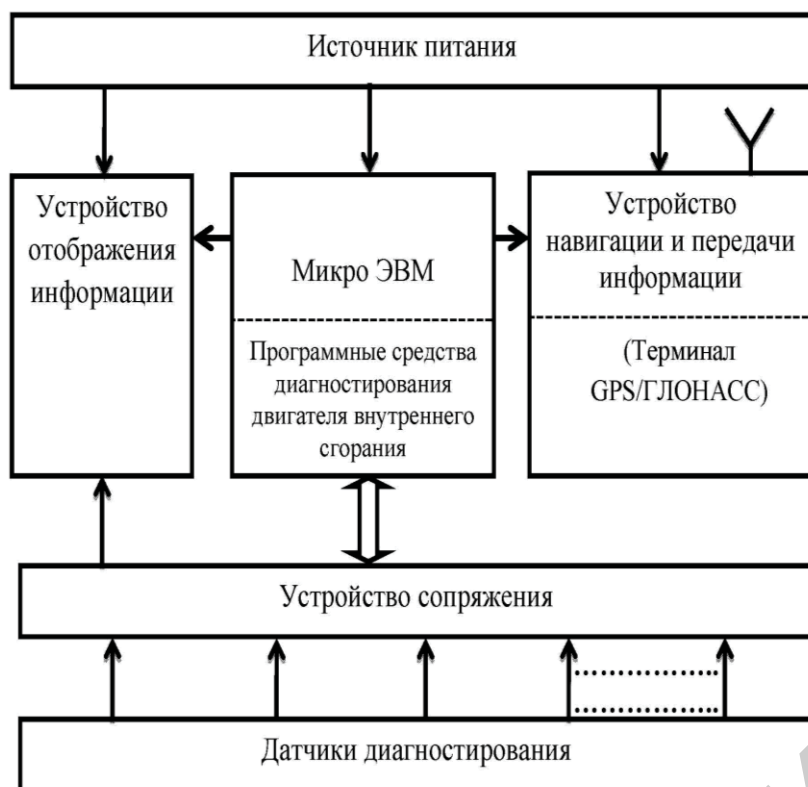 Источник питания
Устройство
отображения
информации
Микро ЭВМ
Программные средства
диагностирования
двигателя внутреннего
сгорания
Устройство
навигации и передачи
информации
(Терминал
GPS/ГЛОНАСС)
Устройство сопряжения
Датчики диагностирования